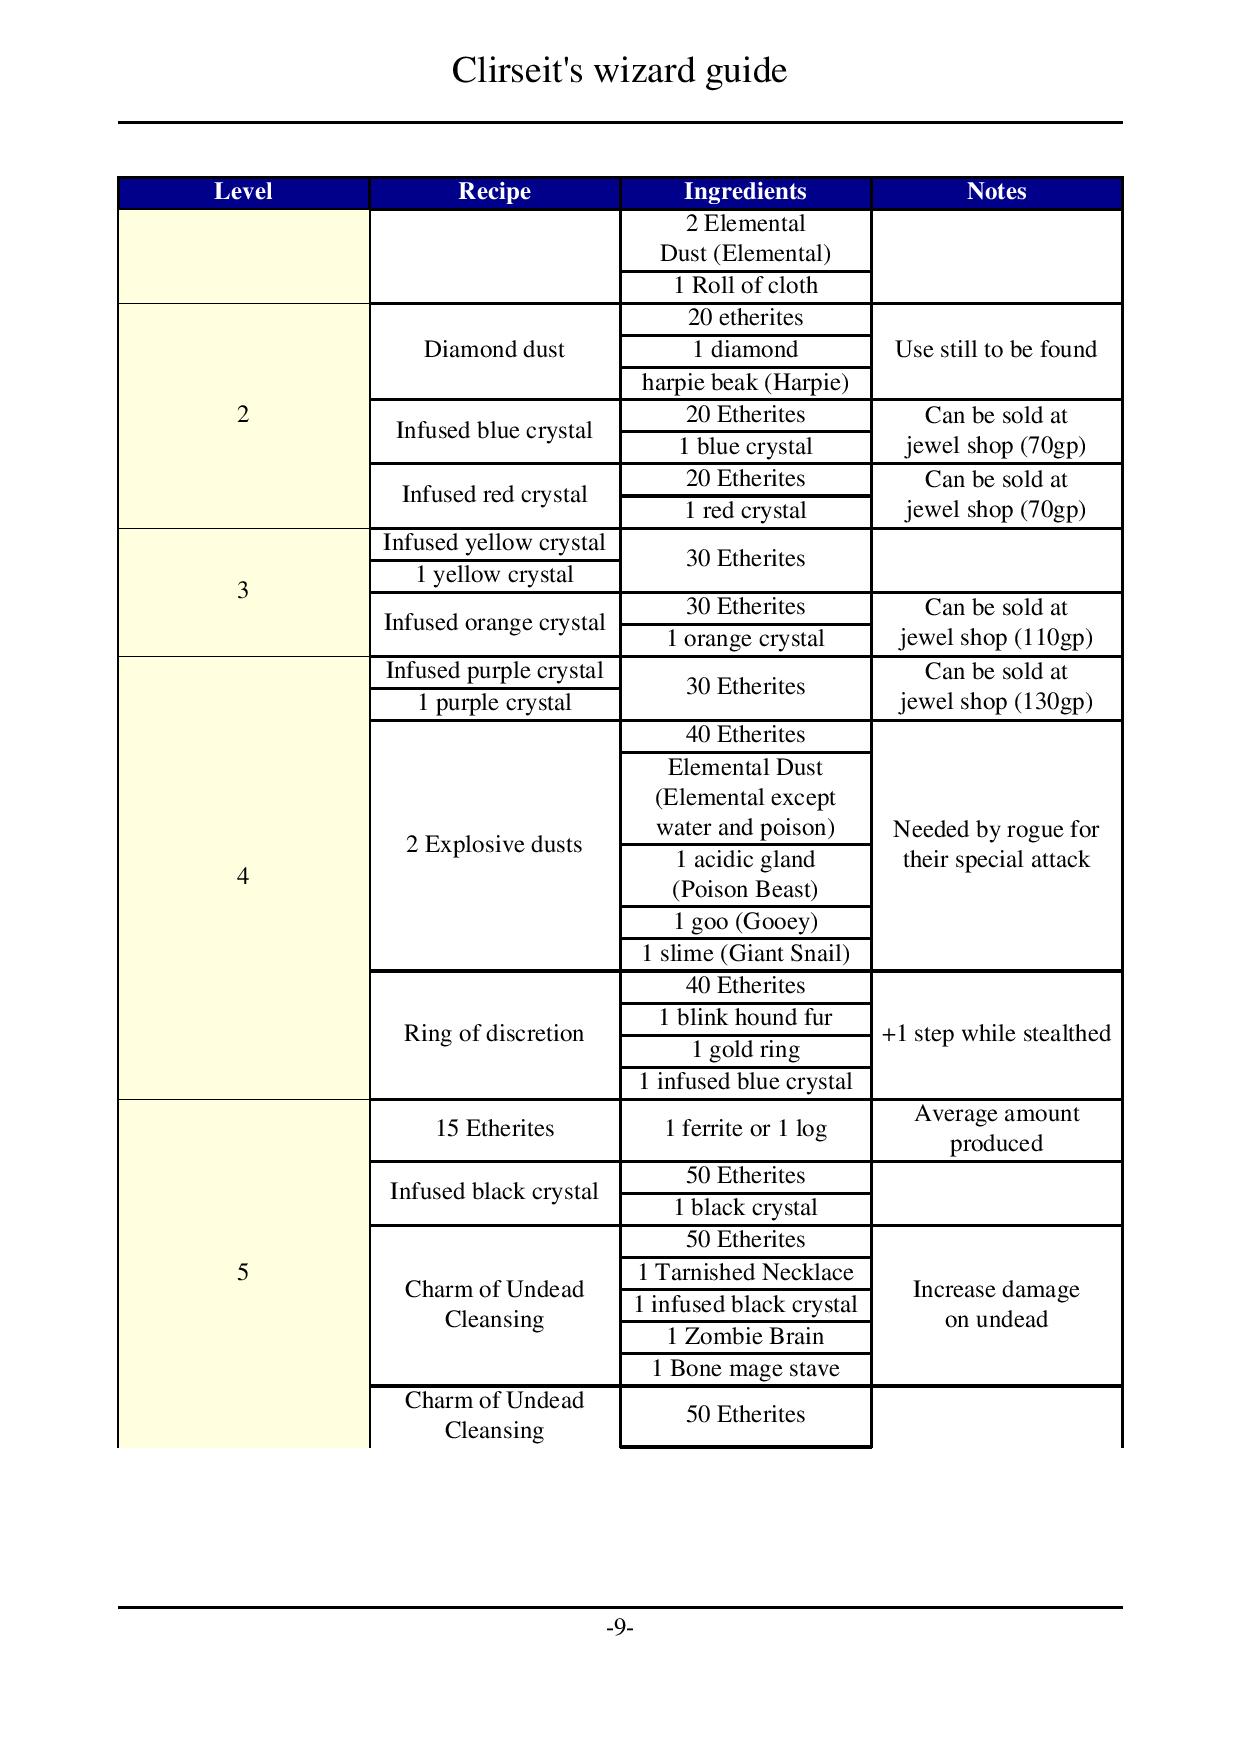 Clirseit's wizard guide
Level Recipe Ingredients Notes
2 Elemental
Dust (Elemental)
1 Roll of cloth
2
Diamond dust
20 etherites
1 diamond
harpie beak (Harpie)
Use still to be found
Infused blue crystal
20 Etherites
1 blue crystal
Can be sold at
jewel shop (70gp)
Infused red crystal
20 Etherites
1 red crystal
Can be sold at
jewel shop (70gp)
3
Infused yellow crystal
1 yellow crystal
30 Etherites
Infused orange crystal
30 Etherites
1 orange crystal
Can be sold at
jewel shop (110gp)
4
Infused purple crystal
1 purple crystal
30 Etherites
Can be sold at
jewel shop (130gp)
2 Explosive dusts
40 Etherites
Elemental Dust
(Elemental except
water and poison)
1 acidic gland
(Poison Beast)
1 goo (Gooey)
1 slime (Giant Snail)
Needed by rogue for
their special attack
Ring of discretion
40 Etherites
1 blink hound fur
1 gold ring
1 infused blue crystal
+1 step while stealthed
5
15 Etherites
1 ferrite or 1 log
Average amount
produced
Infused black crystal
50 Etherites
1 black crystal
Charm of Undead
Cleansing
50 Etherites
1 Tarnished Necklace
1 infused black crystal
1 Zombie Brain
1 Bone mage stave
Increase damage
on undead
Charm of Undead
Cleansing
50 Etherites
-9-